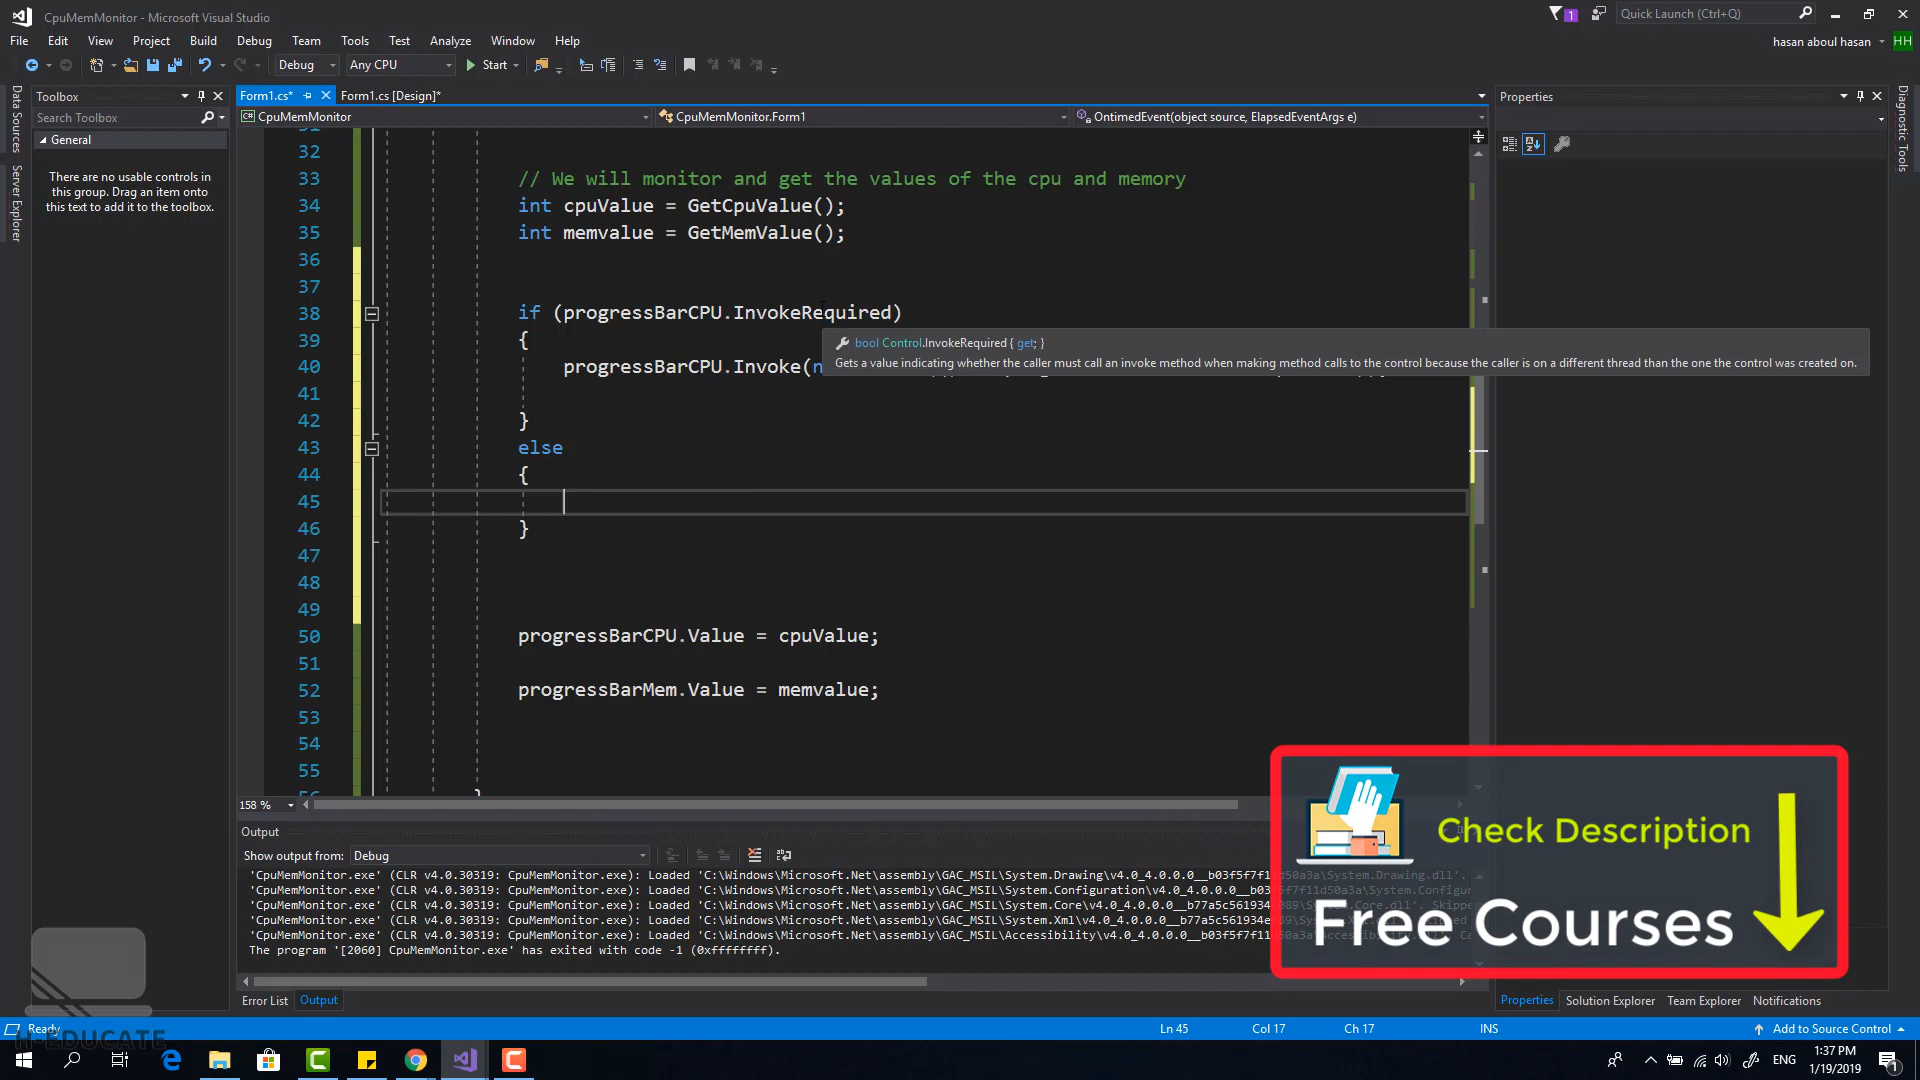 CpuMemMonitor - Microsoft Visual Studio
1
Quick Launch (Ctrl+Q)
File Edit View Project Build Debug Team Tools Test Analyze Window Help
hasan aboul hasan HH
Debug Any CPU Start
Data Sources
Server Explorer
Toolbox
Search Toolbox
General
There are no usable controls in
this group. Drag an item onto
this text to add it to the toolbox.
Form1.cs* Form1.cs [Design]*
CpuMemMonitor CpuMemMonitor.Form1 OntimedEvent(object source, ElapsedEventArgs e)
32
33 // We will monitor and get the values of the cpu and memory
34 int cpuValue = GetCpuValue();
35 int memvalue = GetMemValue();
36
37
38 if (progressBarCPU.InvokeRequired)
39 {
bool Control.InvokeRequired { get; }
Gets a value indicating whether the caller must call an invoke method when making method calls to the control because the caller is on a different thread than the one the control was created on.
40 progressBarCPU.Invoke(
41
42 }
43 else
44 {
45
46 }
47
48
49
50 progressBarCPU.Value = cpuValue;
51
52 progressBarMem.Value = memvalue;
53
54
55
158 %
Output
Show output from: Debug
'CpuMemMonitor.exe' (CLR v4.0.30319: CpuMemMonitor.exe): Loaded 'C:\Windows\Microsoft.Net\assembly\GAC_MSIL\System.Drawing\v4.0_4.0.0.0__b03f5f7f11d50a3a\System.Drawing.dll'.
'CpuMemMonitor.exe' (CLR v4.0.30319: CpuMemMonitor.exe): Loaded 'C:\Windows\Microsoft.Net\assembly\GAC_MSIL\System.Configuration\v4.0_4.0.0.0__b03f5f7f11d50a3a\System.Configur
'CpuMemMonitor.exe' (CLR v4.0.30319: CpuMemMonitor.exe): Loaded 'C:\Windows\Microsoft.Net\assembly\GAC_MSIL\System.Core\v4.0_4.0.0.0__b77a5c561934e089\System.Core.dll'. Skippe
'CpuMemMonitor.exe' (CLR v4.0.30319: CpuMemMonitor.exe): Loaded 'C:\Windows\Microsoft.Net\assembly\GAC_MSIL\System.Xml\v4.0_4.0.0.0__b77a5c561934e089\System.Xml.dll'.
'CpuMemMonitor.exe' (CLR v4.0.30319: CpuMemMonitor.exe): Loaded 'C:\Windows\Microsoft.Net\assembly\GAC_MSIL\Accessibility\v4.0_4.0.0.0__b03f5f7f11d50a3a\Accessibility.dll'.
The program '[2060] CpuMemMonitor.exe' has exited with code -1 (0xffffffff).
Error List Output
Properties
Diagnostic Tools
Check Description
Free Courses
Properties Solution Explorer Team Explorer Notifications
Ready Ln 45 Col 17 Ch 17 INS Add to Source Control
H-EDUCATE
ENG
1:37 PM
1/19/2019
1